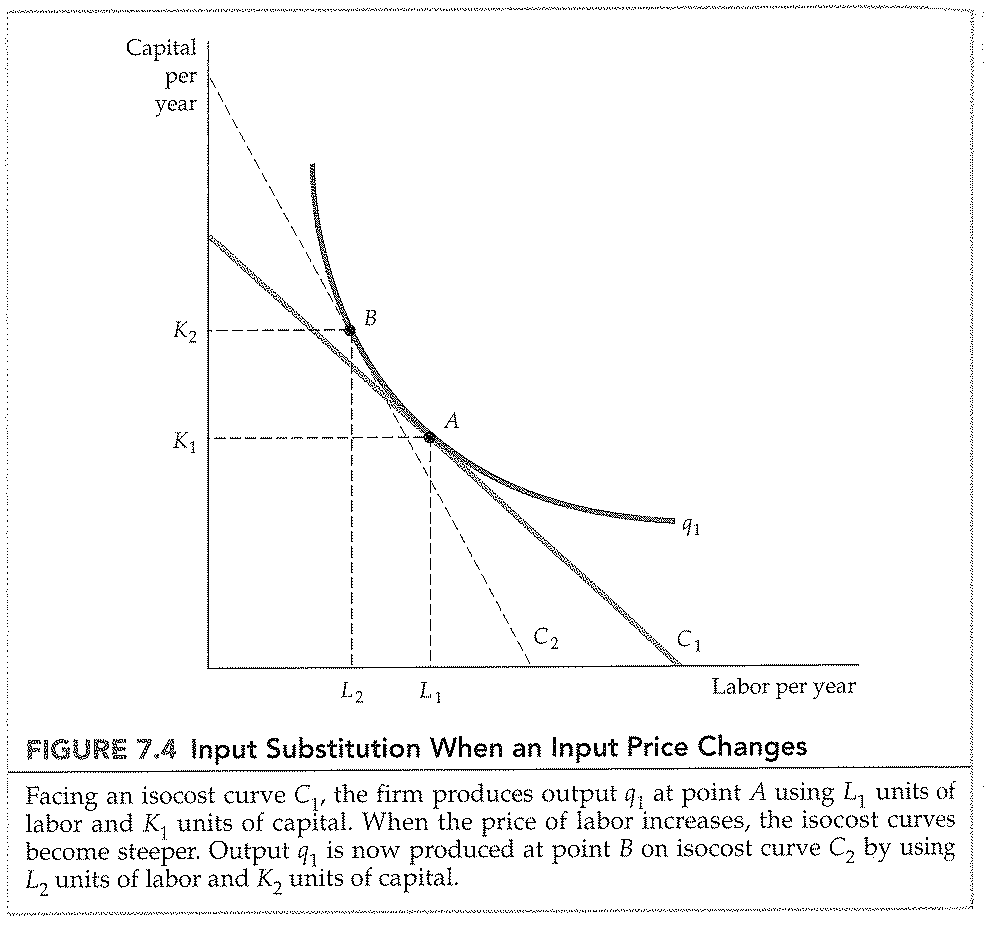 Capital
per
year
K₂
B
A
K₁
q₁
C₂
C₁
L₂
L₁
Labor per year
FIGURE 7.4 Input Substitution When an Input Price Changes
Facing an isocost curve C₁, the firm produces output q₁ at point A using L₁ units of
labor and K₁ units of capital. When the price of labor increases, the isocost curves
become steeper. Output q₁ is now produced at point B on isocost curve C₂ by using
L₂ units of labor and K₂ units of capital.